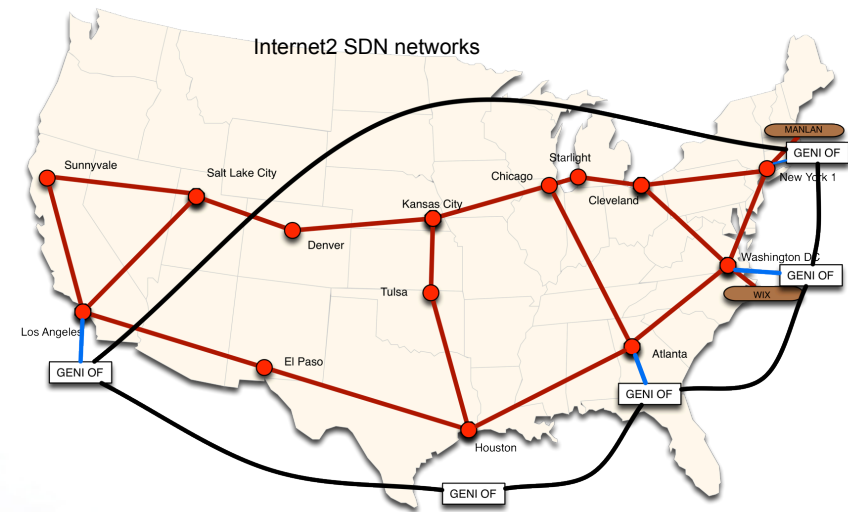 Internet2 SDN networks
MANLAN
GENI OF
Starlight
Sunnyvale
Salt Lake City
Chicago
New York 1
Cleveland
Kansas City
Denver
Washington DC
GENI OF
Tulsa
WIX
Los Angeles
El Paso
Atlanta
GENI OF
GENI OF
Houston
GENI OF